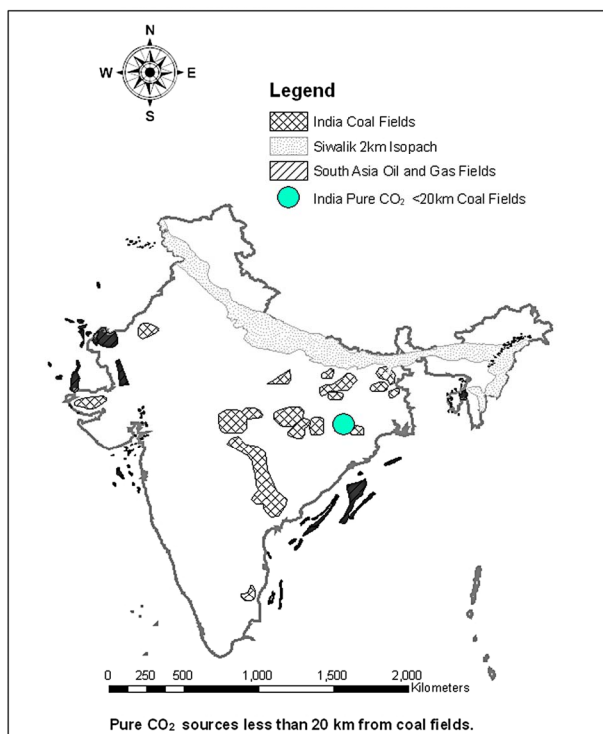 N
W E
S
Legend
India Coal Fields
Siwalik 2km Isopach
South Asia Oil and Gas Fields
India Pure CO₂ <20km Coal Fields
0 250 500 1,000 1,500 2,000
Kilometers
Pure CO₂ sources less than 20 km from coal fields.